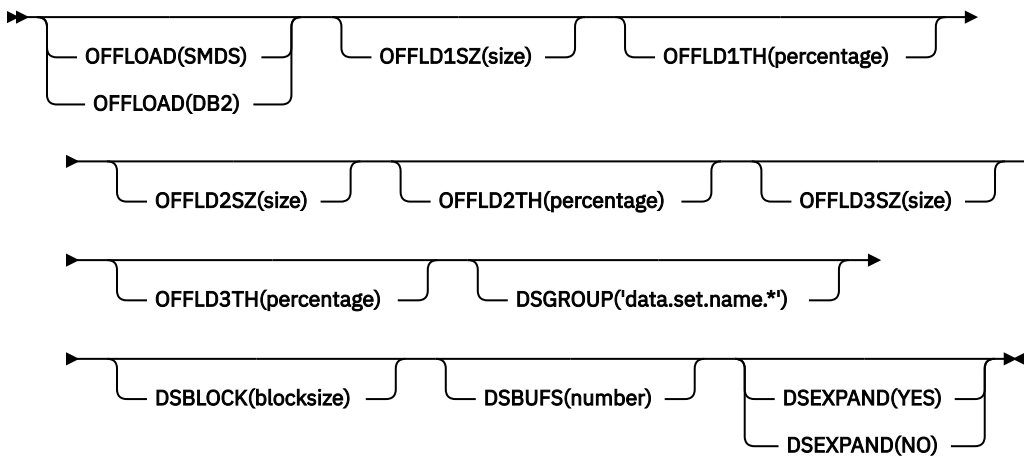 OFFLOAD(SMDS) OFFLD1SZ(size) OFFLD1TH(percentage)
OFFLOAD(DB2)
OFFLD2SZ(size) OFFLD2TH(percentage) OFFLD3SZ(size)
OFFLD3TH(percentage) DSGROUP('data.set.name.*')
DSBLOCK(blocksize) DSBUFS(number) DSEXPAND(YES)
DSEXPAND(NO)